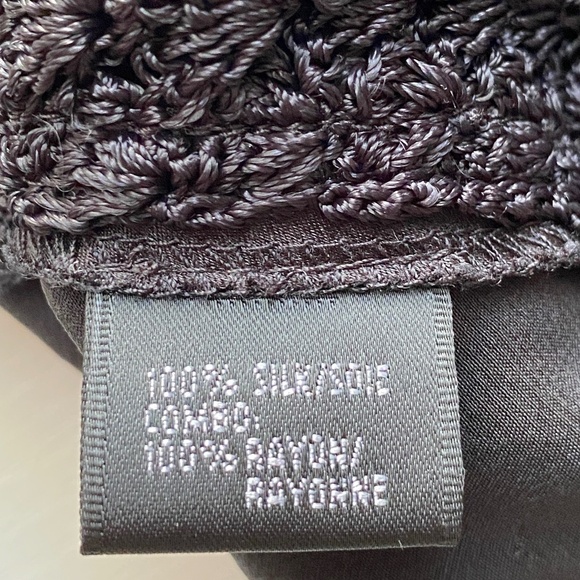 100% SILK/SOIE
COMBO:
100% RAYON/
RAYONNE